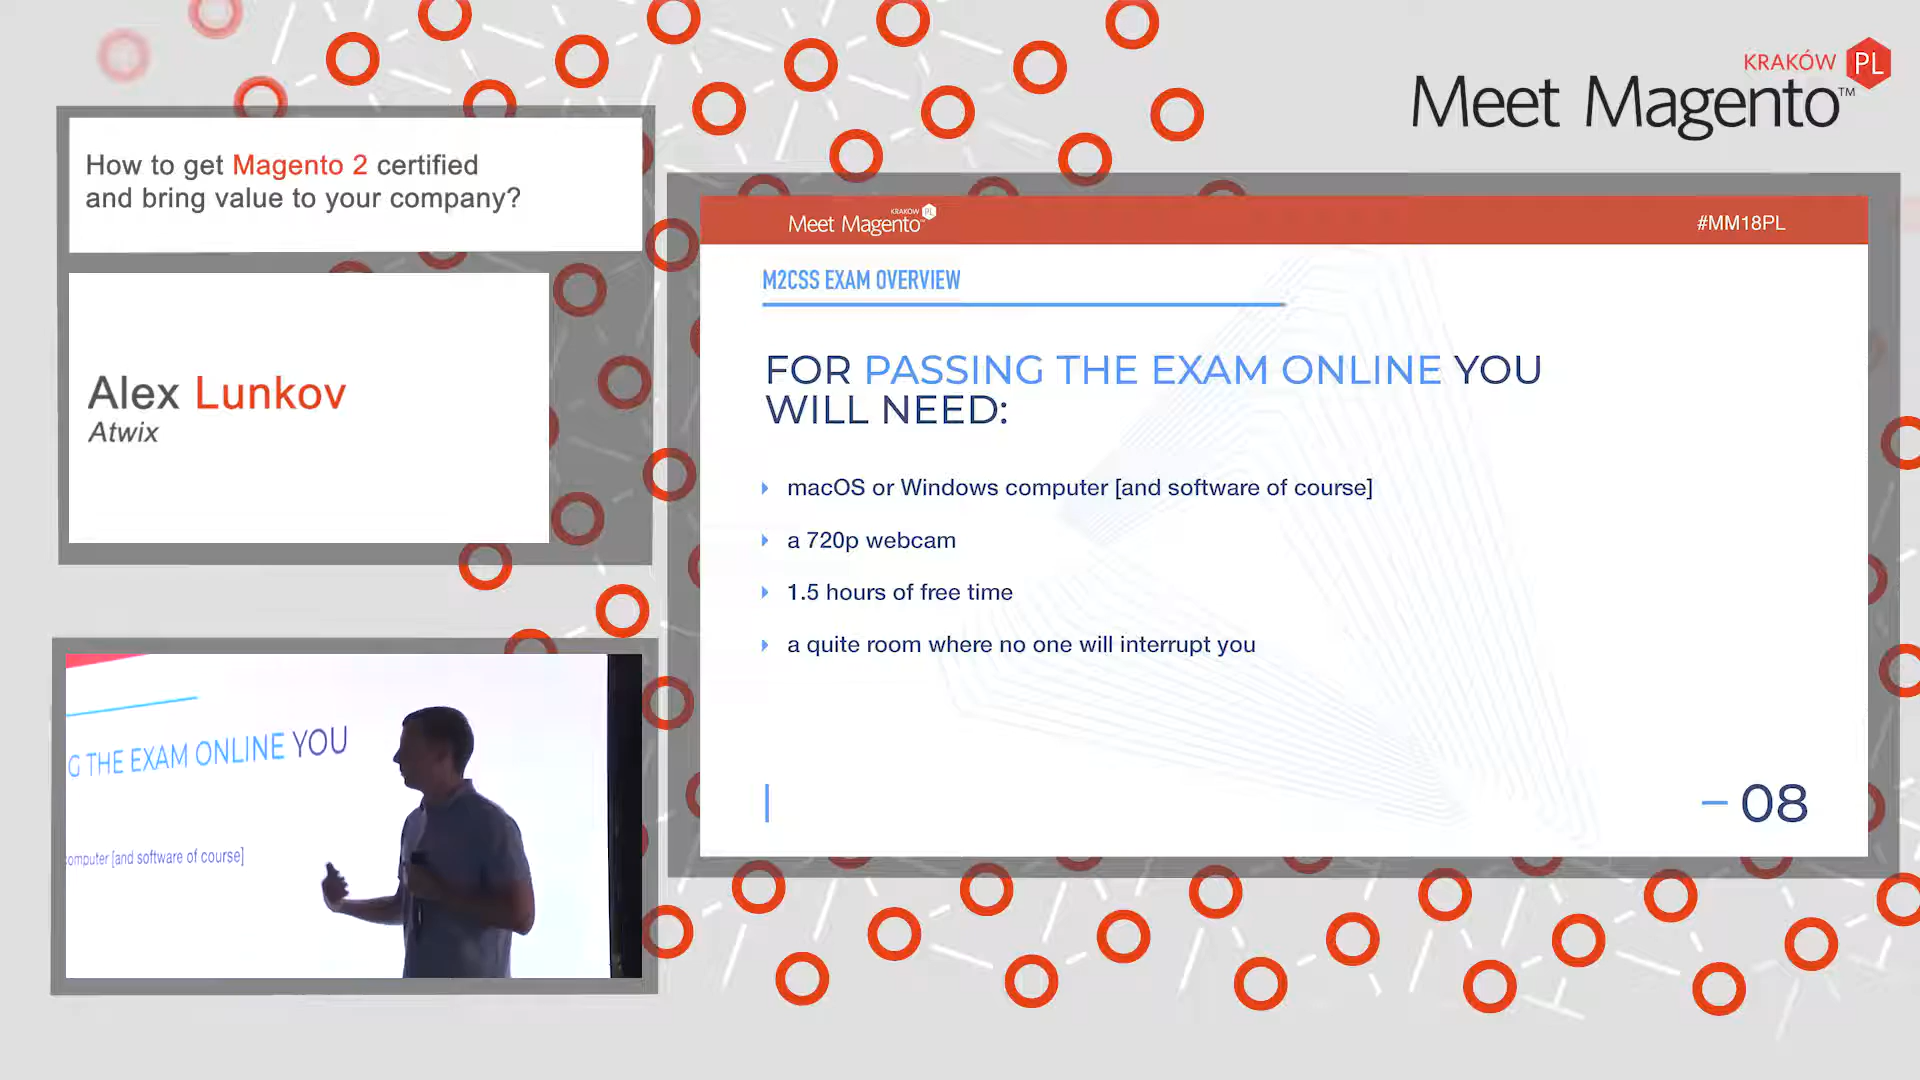 KRAKÓW PL
Meet Magento™
How to get Magento 2 certified
and bring value to your company?
Alex Lunkov
Atwix
KRAKÓW PL
Meet Magento
#MM18PL
M2CSS EXAM OVERVIEW
FOR PASSING THE EXAM ONLINE YOU
WILL NEED:
macOS or Windows computer [and software of course]
a 720p webcam
1.5 hours of free time
a quite room where no one will interrupt you
08
G THE EXAM ONLINE YOU
computer [and software of course]